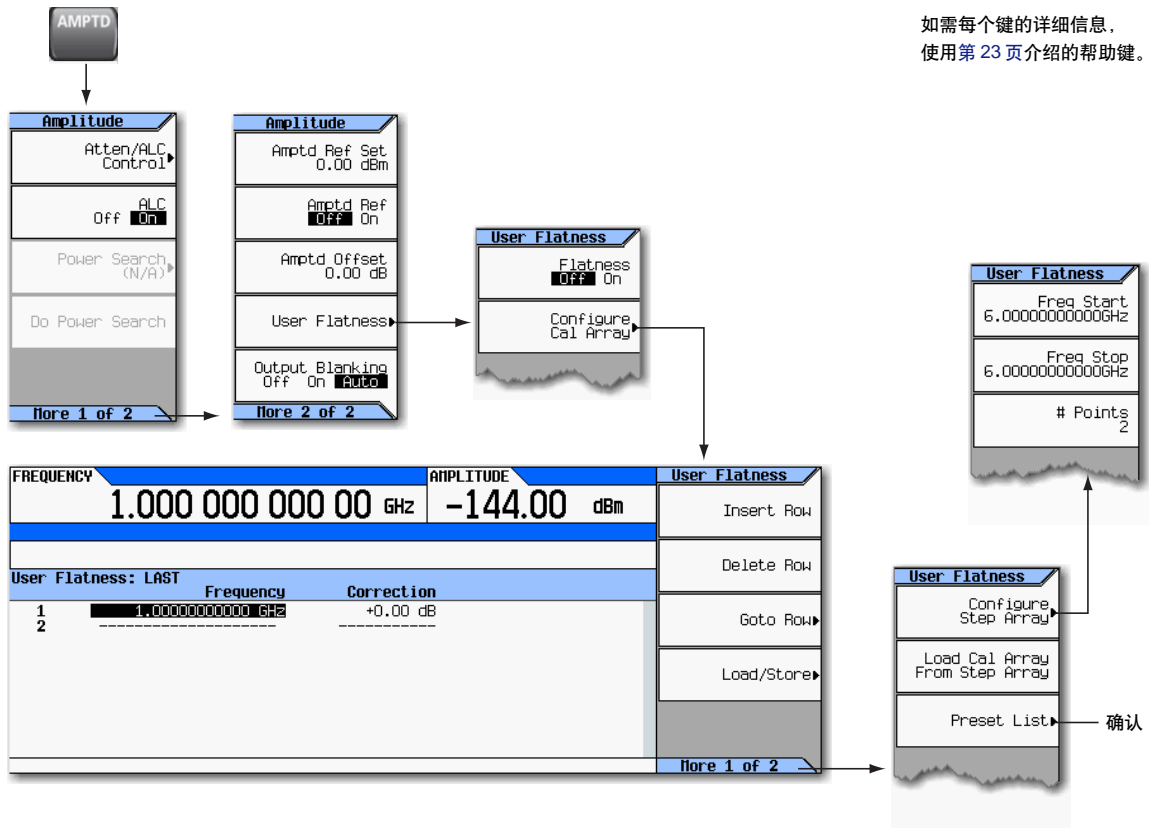 AMPTD
如需每个键的详细信息，
使用第 23 页介绍的帮助键。
Amplitude
Atten/ALC
Control
ALC
Off On
Power Search
(N/A)
Do Power Search
More 1 of 2
Amplitude
Amptd Ref Set
0.00 dBm
Amptd Ref
Off On
Amptd Offset
0.00 dB
User Flatness
Output Blanking
Off On Auto
More 2 of 2
User Flatness
Flatness
Off On
Configure
Cal Array
User Flatness
Freq Start
6.00000000000GHz
Freq Stop
6.00000000000GHz
# Points
2
FREQUENCY
1.000 000 000 00 GHz
AMPLITUDE
-144.00 dBm
User Flatness: LAST
Frequency Correction
1 1.00000000000 GHz +0.00 dB
2 -------------------- -----------
User Flatness
Insert Row
Delete Row
Goto Row
Load/Store
More 1 of 2
User Flatness
Configure
Step Array
Load Cal Array
From Step Array
Preset List
确认